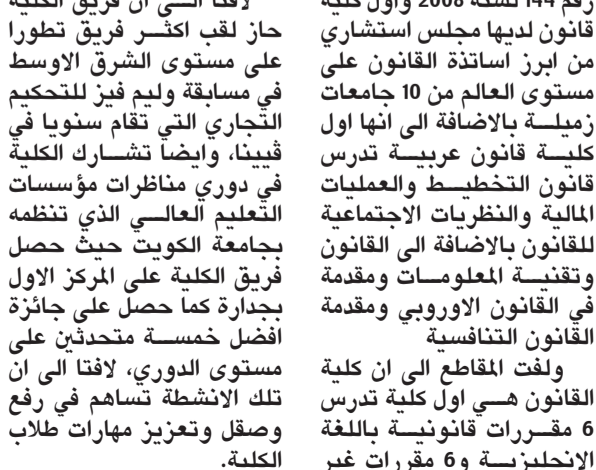 رقم 144 لسنة 2008 واول كلية
قانون لديها مجلس استشاري
من ابرز اساتذة القانون على
مستوى العالم من 10 جامعات
زميلة بالاضافة الى انها اول
كلية قانون عربية تدرس
قانون التخطيط والعمليات
المالية والنظريات الاجتماعية
للقانون بالاضافة الى القانون
وتقنية المعلومات ومقدمة
في القانون الاوروبي ومقدمة
القانون التنافسية
ولفت المقاطع الى ان كلية
القانون هي اول كلية تدرس
6 مقررات قانونية باللغة
الانجليزية و6 مقررات غير
لافتا الى ان فريق الكلية
حاز لقب اكثر فريق تطورا
على مستوى الشرق الاوسط
في مسابقة وليم فيز للتحكيم
التجاري التي تقام سنويا في
ڤيينا، وايضا تشارك الكلية
في دوري مناظرات مؤسسات
التعليم العالي الذي تنظمه
بجامعة الكويت حيث حصل
فريق الكلية على المركز الاول
بجدارة كما حصل على جائزة
افضل خمسة متحدثين على
مستوى الدوري، لافتا الى ان
تلك الانشطة تساهم في رفع
وصقل وتعزيز مهارات طلاب
الكلية.